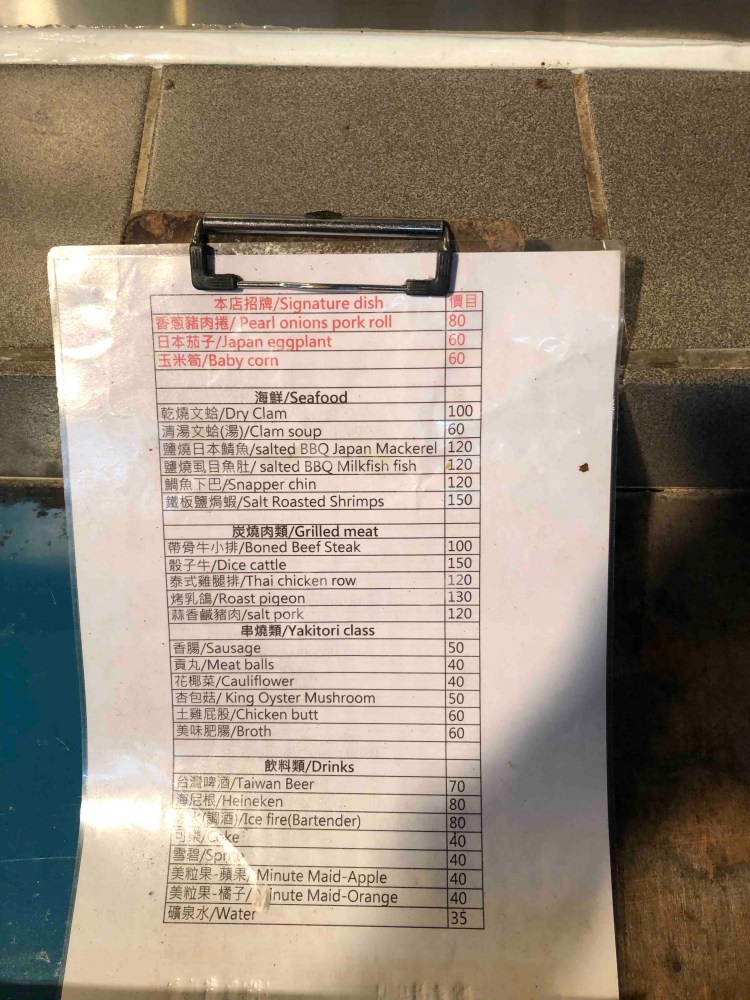 本店招牌/Signature dish 價目
香蔥豬肉捲/ Pearl onions pork roll 80
日本茄子/Japan eggplant 60
玉米筍/Baby corn 60
海鮮/Seafood
乾燒文蛤/Dry Clam 100
清湯文蛤(湯)/Clam soup 60
鹽燒日本鯖魚/salted BBQ Japan Mackerel 120
鹽燒虱目魚肚/ salted BBQ Milkfish fish 120
鯛魚下巴/Snapper chin 120
鐵板鹽焗蝦/Salt Roasted Shrimps 150
炭燒肉類/Grilled meat
帶骨牛小排/Boned Beef Steak 100
骰子牛/Dice cattle 150
泰式雞腿排/Thai chicken row 120
烤乳鴿/Roast pigeon 130
蒜香鹹豬肉/salt pork 120
串燒類/Yakitori class
香腸/Sausage 50
貢丸/Meat balls 40
花椰菜/Cauliflower 40
杏包菇/ King Oyster Mushroom 50
土雞屁股/Chicken butt 60
美味肥腸/Broth 60
飲料類/Drinks
台灣啤酒/Taiwan Beer 70
海尼根/Heineken 80
(調酒)/Ice fire(Bartender) 80
可樂/Coke 40
雪碧/Spr 40
美粒果-蘋果/ Minute Maid-Apple 40
美粒果-橘子/ Minute Maid-Orange 40
礦泉水/Water 35